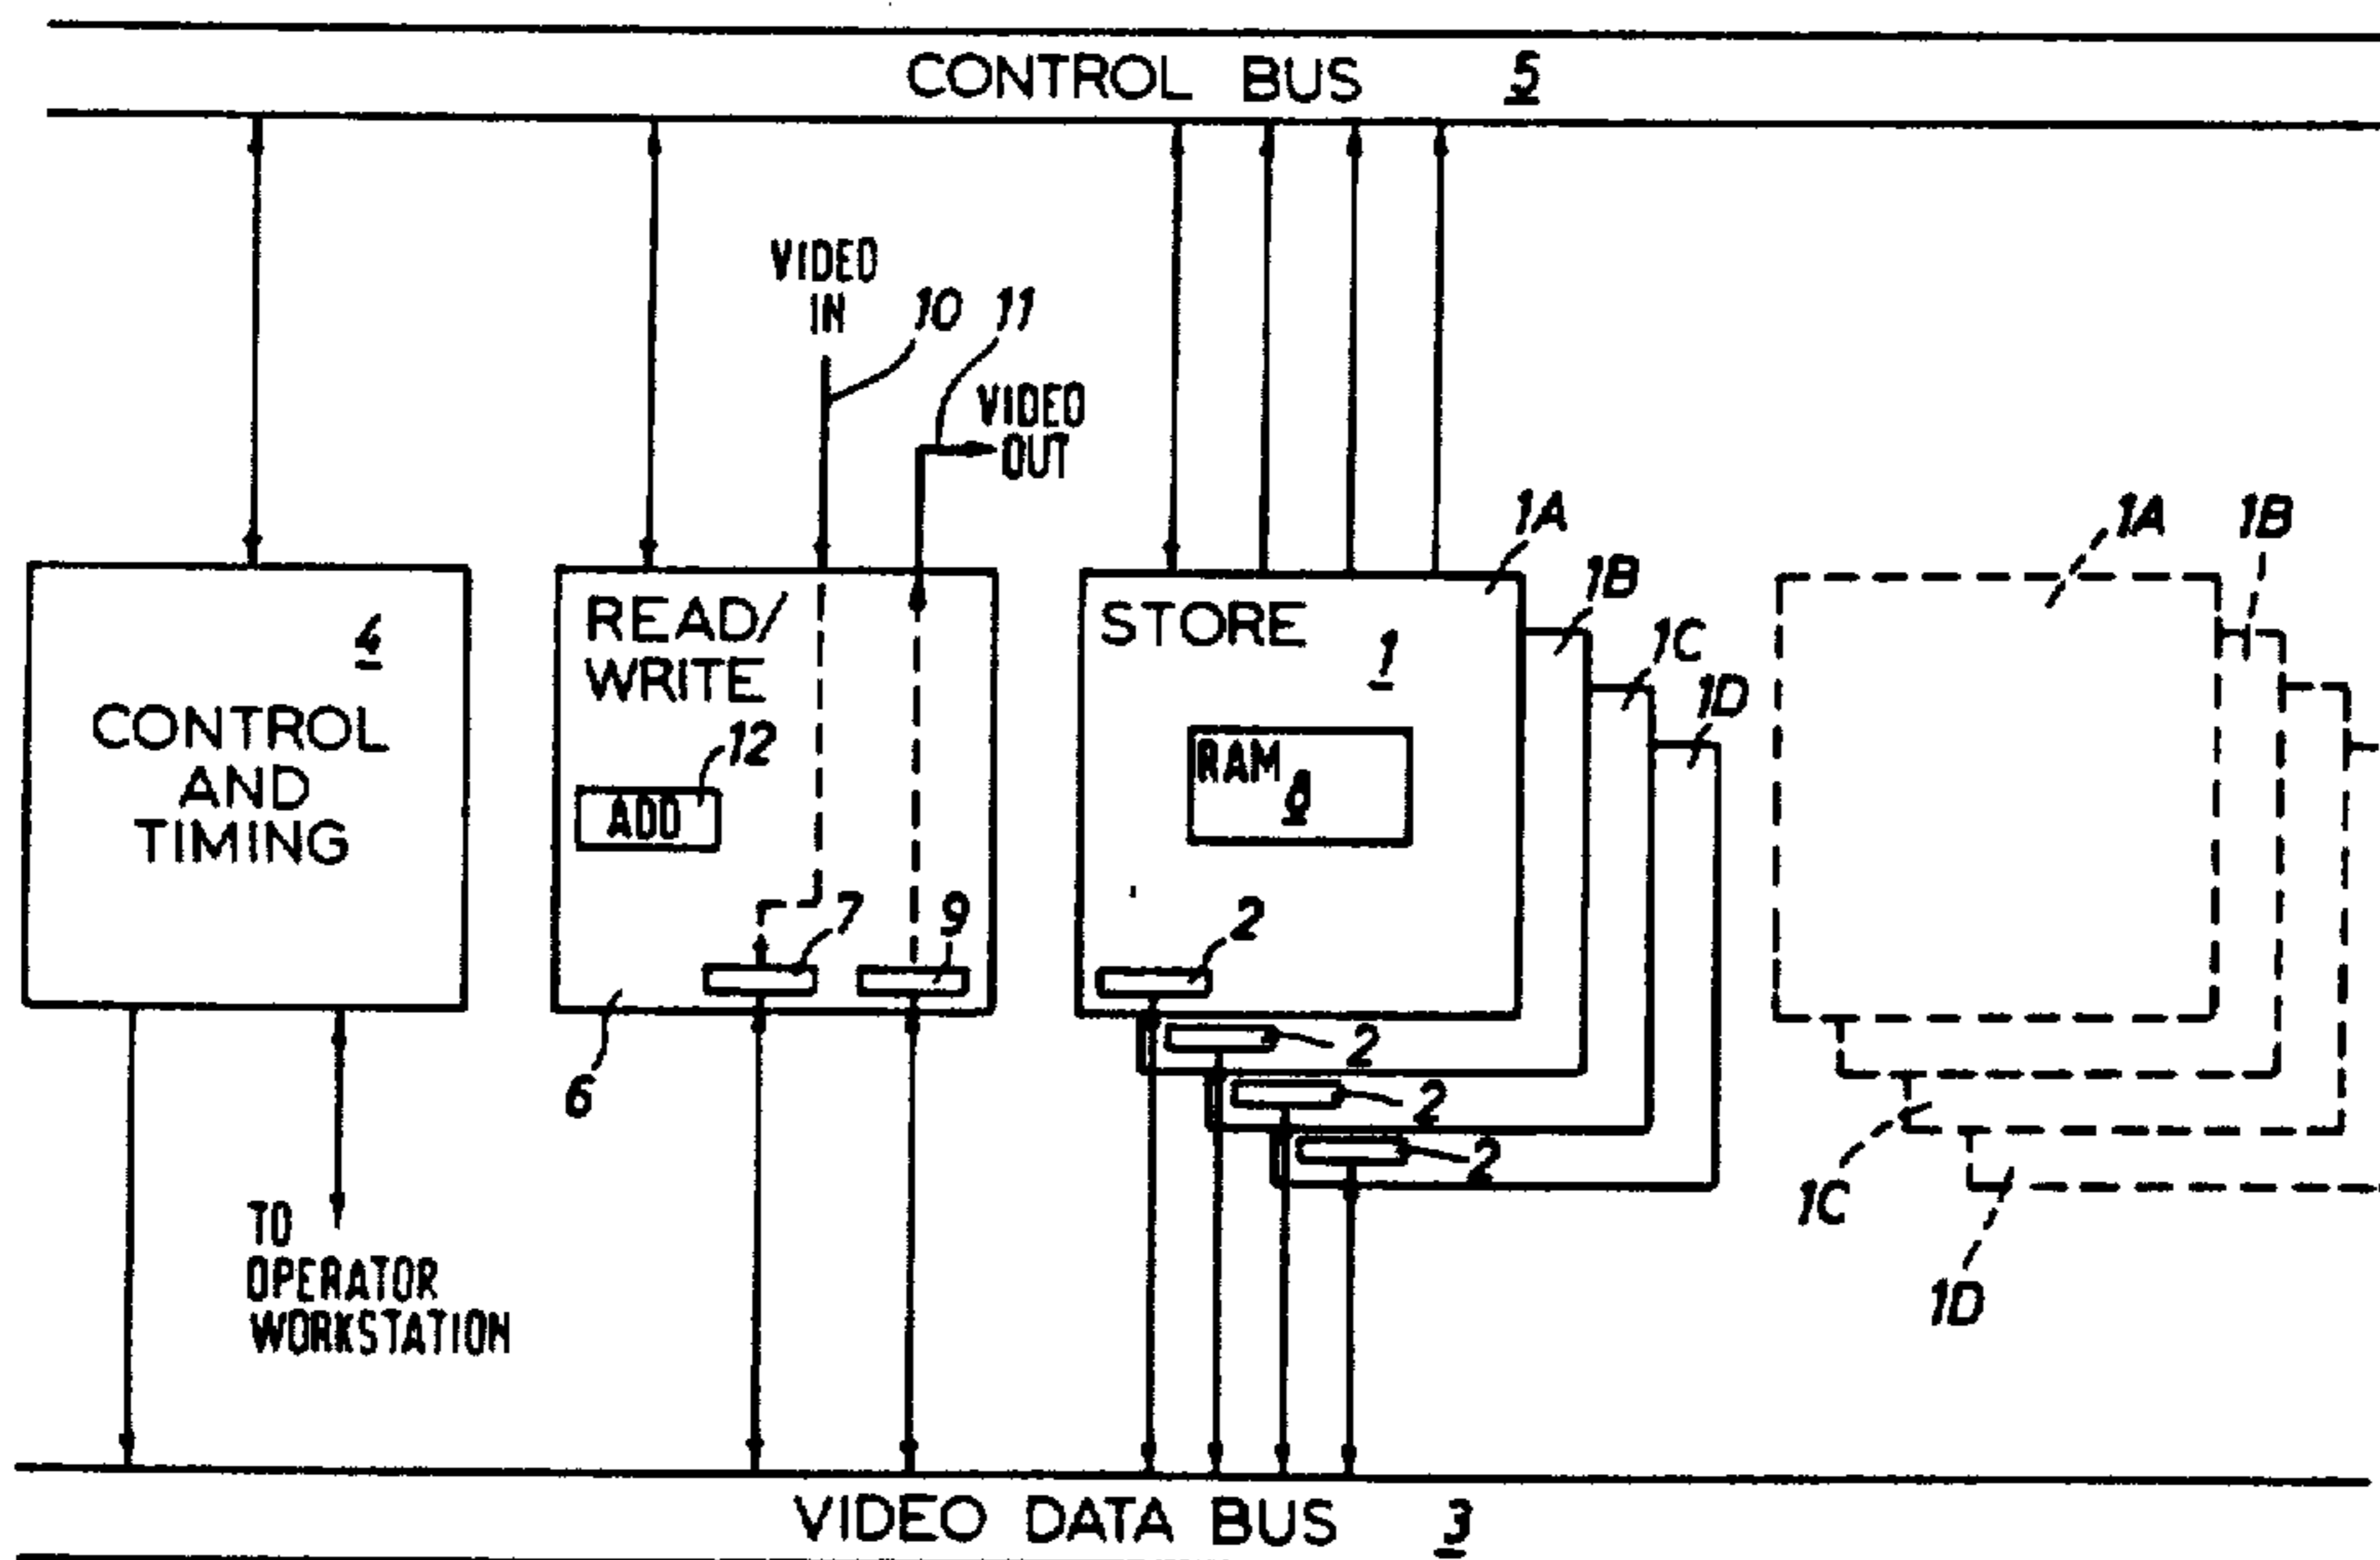 CONTROL BUS 5
VIDEO
IN
10
11
VIDEO
OUT
1A
1B
1C
1D
1A
1B
4
CONTROL
AND
TIMING
READ/
WRITE
12
ADD
7
9
6
STORE
1
RAM
8
2
2
2
2
1C
1D
TO
OPERATOR
WORKSTATION
VIDEO DATA BUS 3